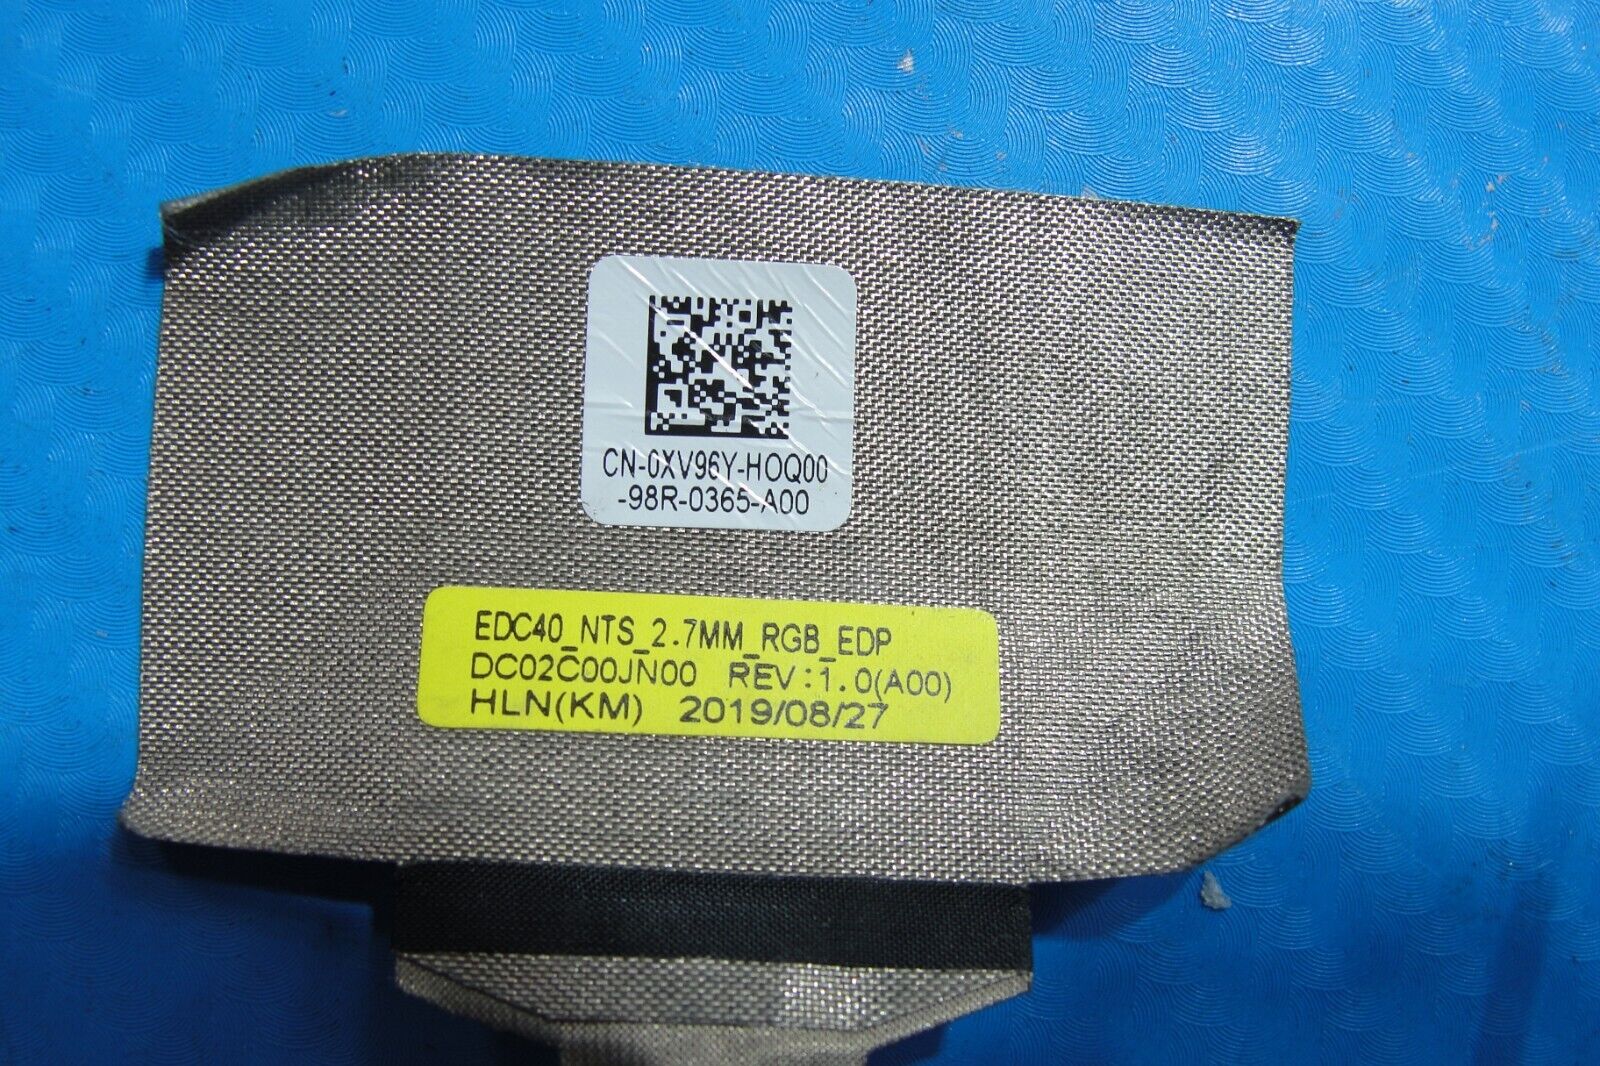 CN-0XV96Y-HOQ00
-98R-0365-A00
EDC40_NTS_2.7MM_RGB_EDP
DC02C00JN00 REV:1.0(A00)
HLN(KM) 2019/08/27